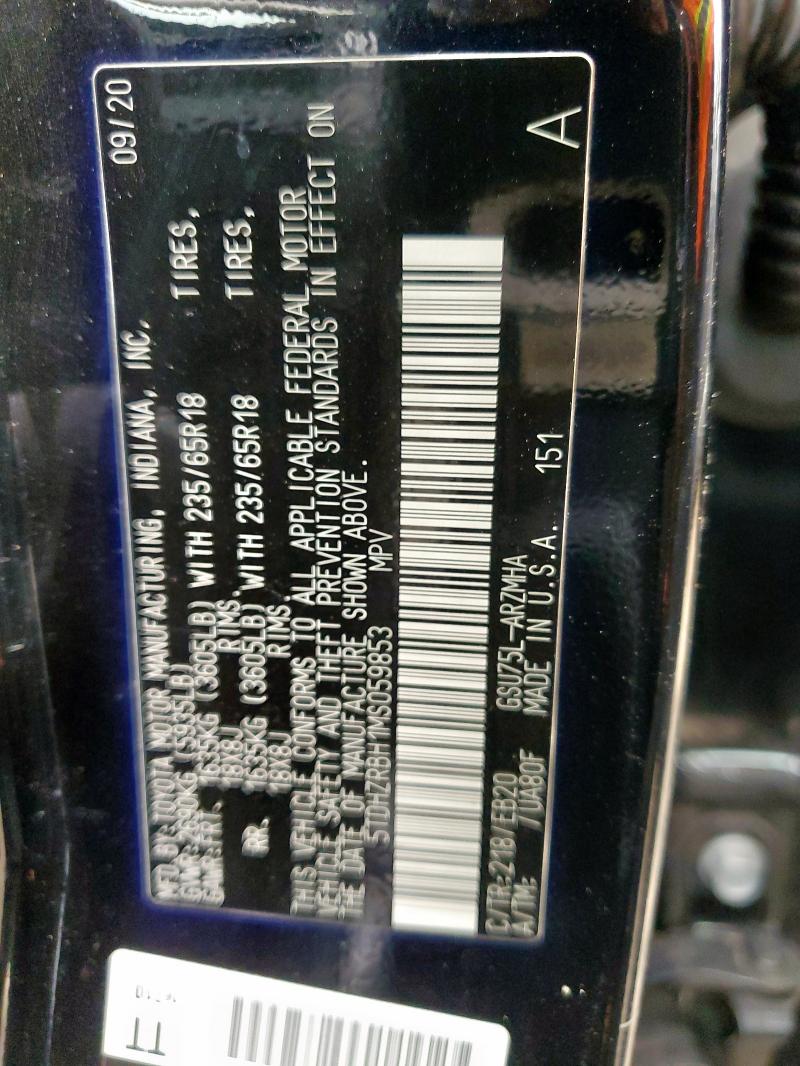 MFD BY: TOYOTA MOTOR MANUFACTURING, INDIANA, INC. 09/20
GVWR: (5935LB)
GAWR: FRT. 1635KG (3605LB) WITH 235/65R18 TIRES,
18X8J RIMS.
RR. 1635KG (3605LB) WITH 235/65R18 TIRES,
18X8J RIMS.
THIS VEHICLE CONFORMS TO ALL APPLICABLE FEDERAL MOTOR
VEHICLE SAFETY AND THEFT PREVENTION STANDARDS IN EFFECT ON
THE DATE OF MANUFACTURE SHOWN ABOVE.
5TDHZRBH1MS059853 MPV
C/TR:218/EB20 GSU75L-ARZMHA
A/TM: /UA80F MADE IN U.S.A. 151 A